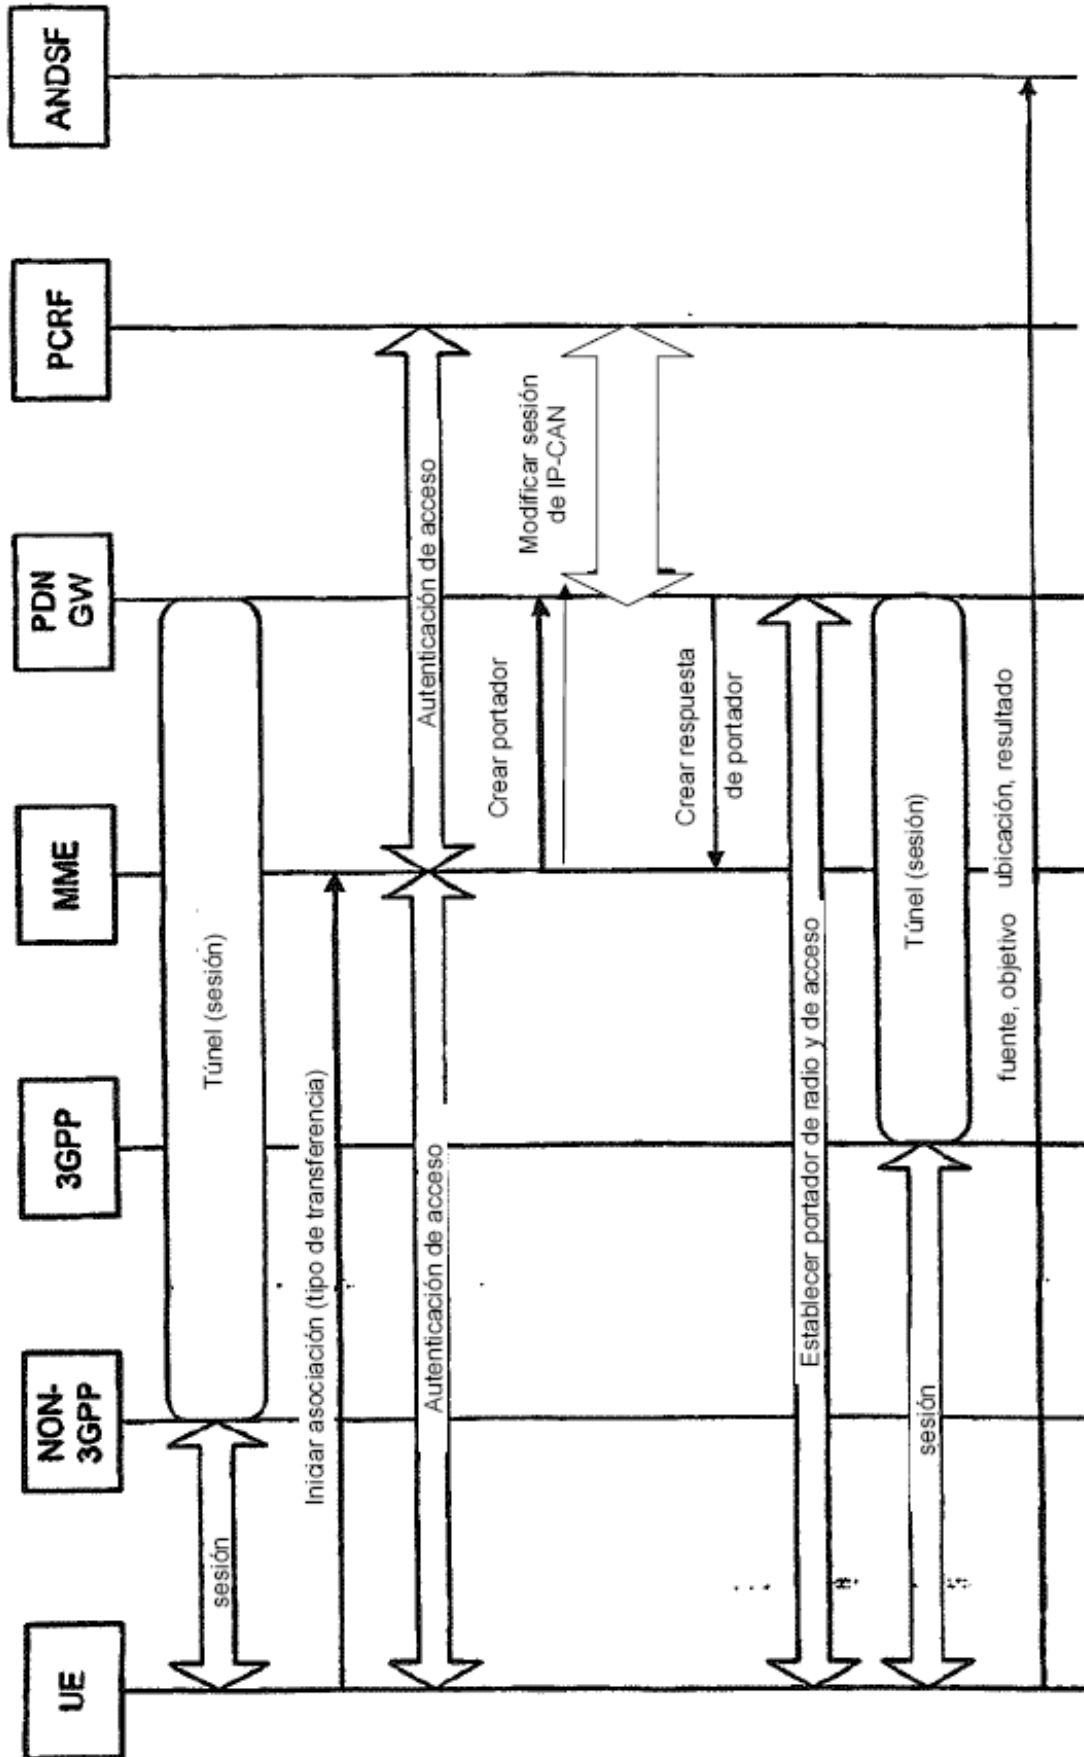 UE
NON-
3GPP
3GPP
MME
PDN
GW
PCRF
ANDSF
sesión
Túnel (sesión)
Iniciar asociación (tipo de transferencia)
Autenticación de acceso
Autenticación de acceso
Crear portador
Modificar sesión
de IP-CAN
Crear respuesta
de portador
Establecer portador de radio y de acceso
sesión
Túnel (sesión)
fuente, objetivo ubicación, resultado